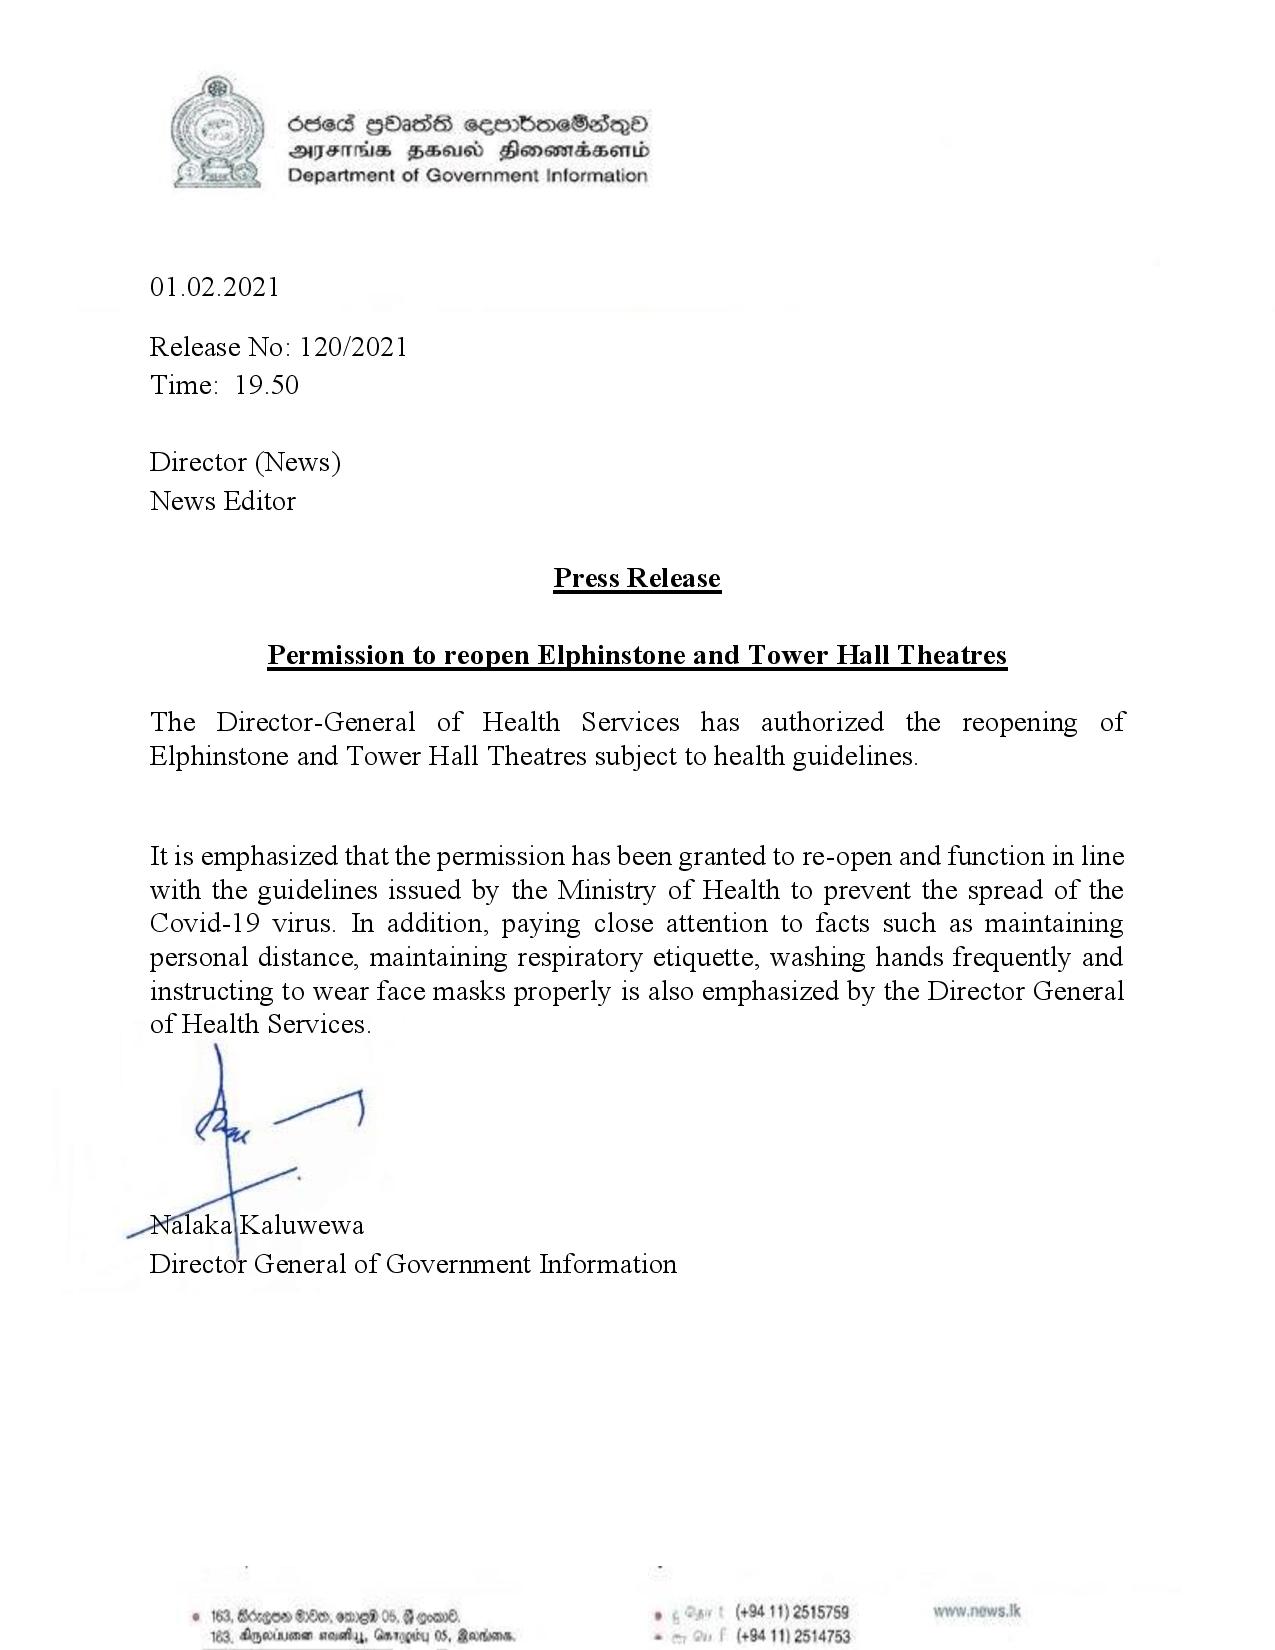 රජයේ ප්‍රවෘත්ති දෙපාර්තමේන්තුව
அரசாங்க தகவல் திணைக்களம்
Department of Government Information
01.02.2021
Release No: 120/2021
Time: 19.50
Director (News)
News Editor
Press Release
Permission to reopen Elphinstone and Tower Hall Theatres
The Director-General of Health Services has authorized the reopening of
Elphinstone and Tower Hall Theatres subject to health guidelines.
It is emphasized that the permission has been granted to re-open and function in line
with the guidelines issued by the Ministry of Health to prevent the spread of the
Covid-19 virus. In addition, paying close attention to facts such as maintaining
personal distance, maintaining respiratory etiquette, washing hands frequently and
instructing to wear face masks properly is also emphasized by the Director General
of Health Services.
Nalaka Kaluwewa
Director General of Government Information
163, කිරුලපන මාවත, කොළඹ 05, ශ්‍රී ලංකාව.
163, கிருலப்பனை எவனியூ, கொழும்பு 05, இலங்கை.
(+94 11) 2515759
(+94 11) 2514753
www.news.lk